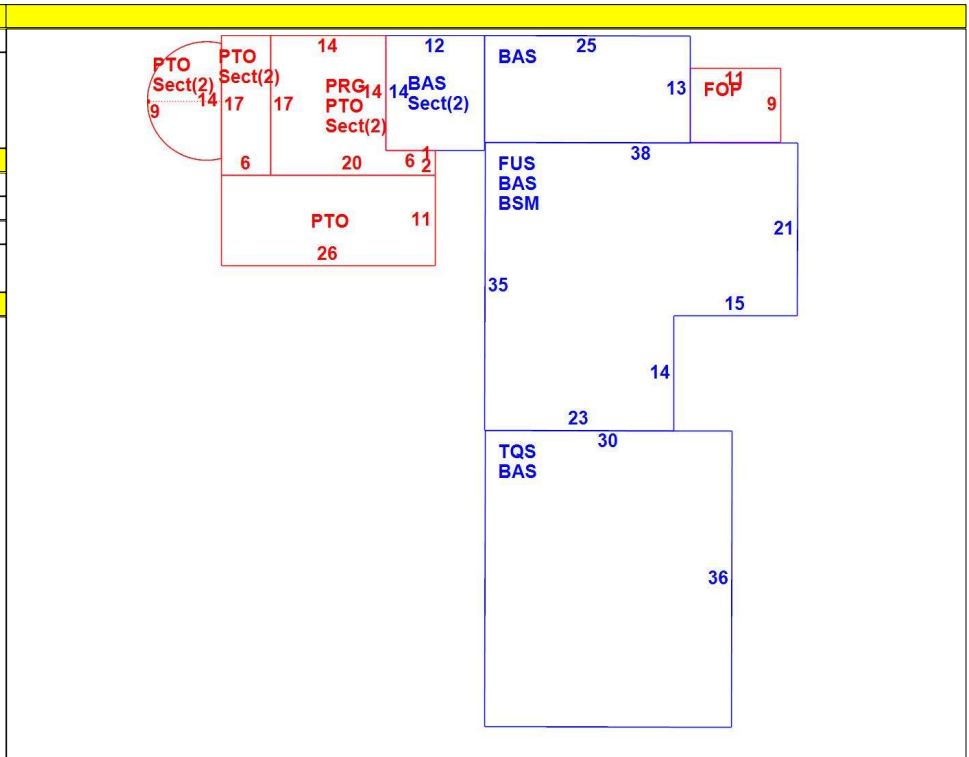 14
12
25
PTO
Sect(2)
14
9
PTO
Sect(2)
17
17
6
PRG
PTO
Sect(2)
14
20
6
1
2
14
BAS
Sect(2)
BAS
13
11
FOP
9
38
FUS
BAS
BSM
21
PTO
11
26
35
15
14
23
30
TQS
BAS
36